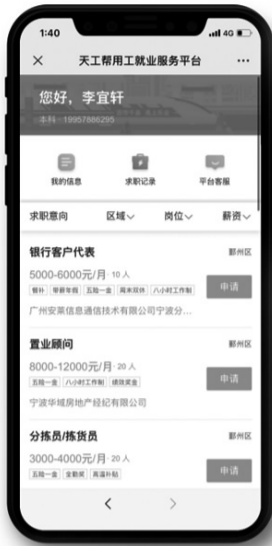 1:40
4G
天工帮用工就业服务平台
您好，李宜轩
本科 · 19957886295
我的信息 求职记录 平台客服
求职意向 区域 岗位 薪资
银行客户代表 鄞州区
5000-6000元/月 · 10 人
餐补 带薪年假 五险一金 周末双休 八小时工作制
申请
广州安莱信息通信技术有限公司宁波分...
置业顾问 鄞州区
8000-12000元/月 · 20 人
五险一金 八小时工作制 绩效奖金
申请
宁波华域房地产经纪有限公司
分拣员/拣货员 鄞州区
3000-4000元/月 · 20 人
五险一金 全勤奖 高温补贴
申请